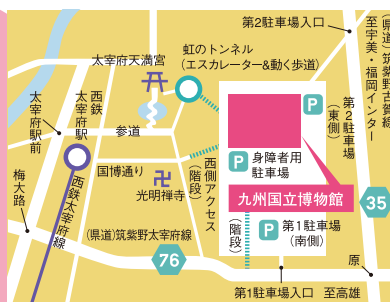 第2駐車場入口
(県道)筑紫野古賀線
至宇美・福岡インター
虹のトンネル
(エスカレーター&動く歩道)
太宰府天満宮
西鉄
太宰府駅
太宰府駅前
参道
P
第2駐車場
(東側)
国博通り
卍
光明禅寺
西側アクセス
(階段)
P
身障者用
駐車場
梅大路
西鉄太宰府線
九州国立博物館
35
(県道)筑紫野太宰府線
76
(階段)
P
第1駐車場
(南側)
原
第1駐車場入口
至高雄